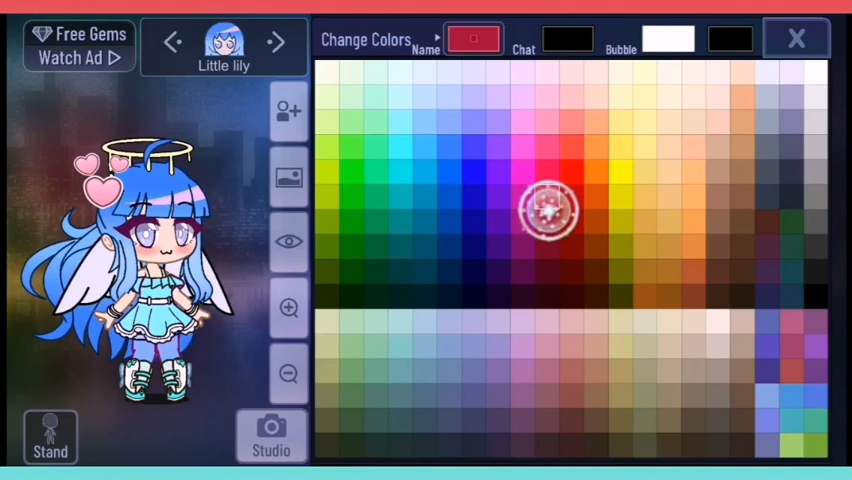 Free Gems
Watch Ad
Little lily
Change Colors
Name
Chat
Bubble
X
Stand
Studio